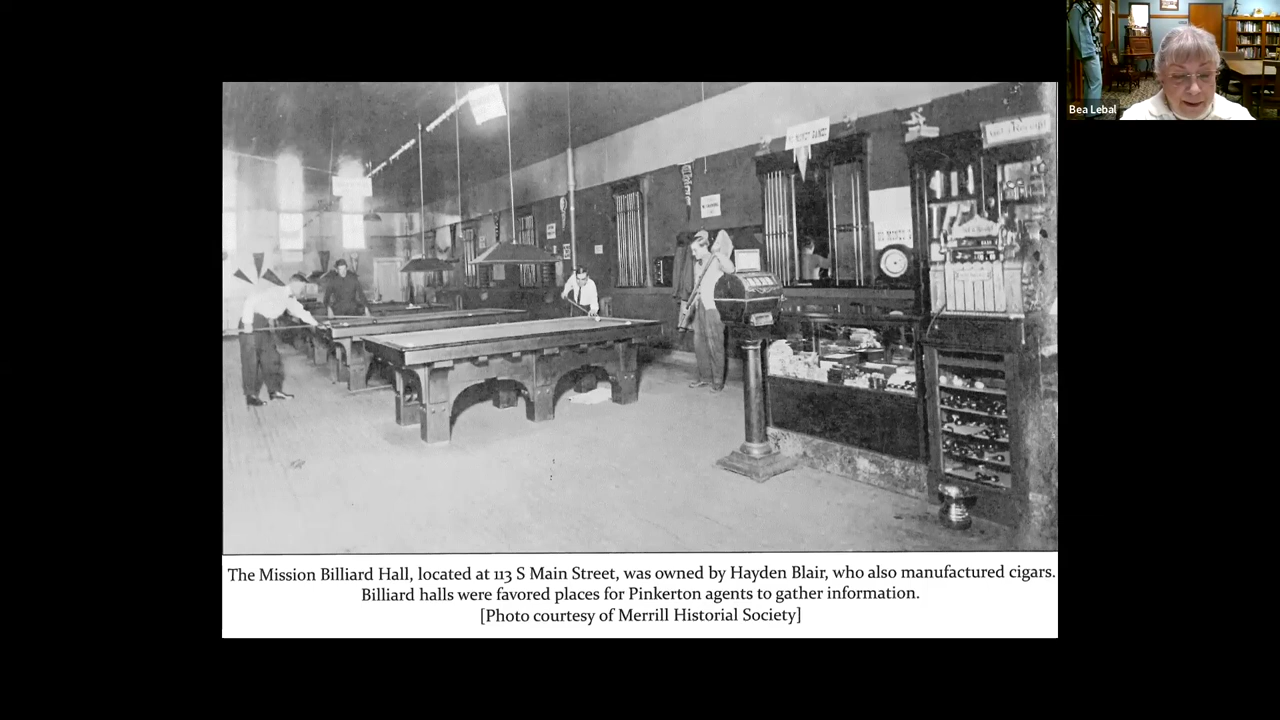 Bea Lebal
The Mission Billiard Hall, located at 113 S Main Street, was owned by Hayden Blair, who also manufactured cigars.
Billiard halls were favored places for Pinkerton agents to gather information.
[Photo courtesy of Merrill Historical Society]